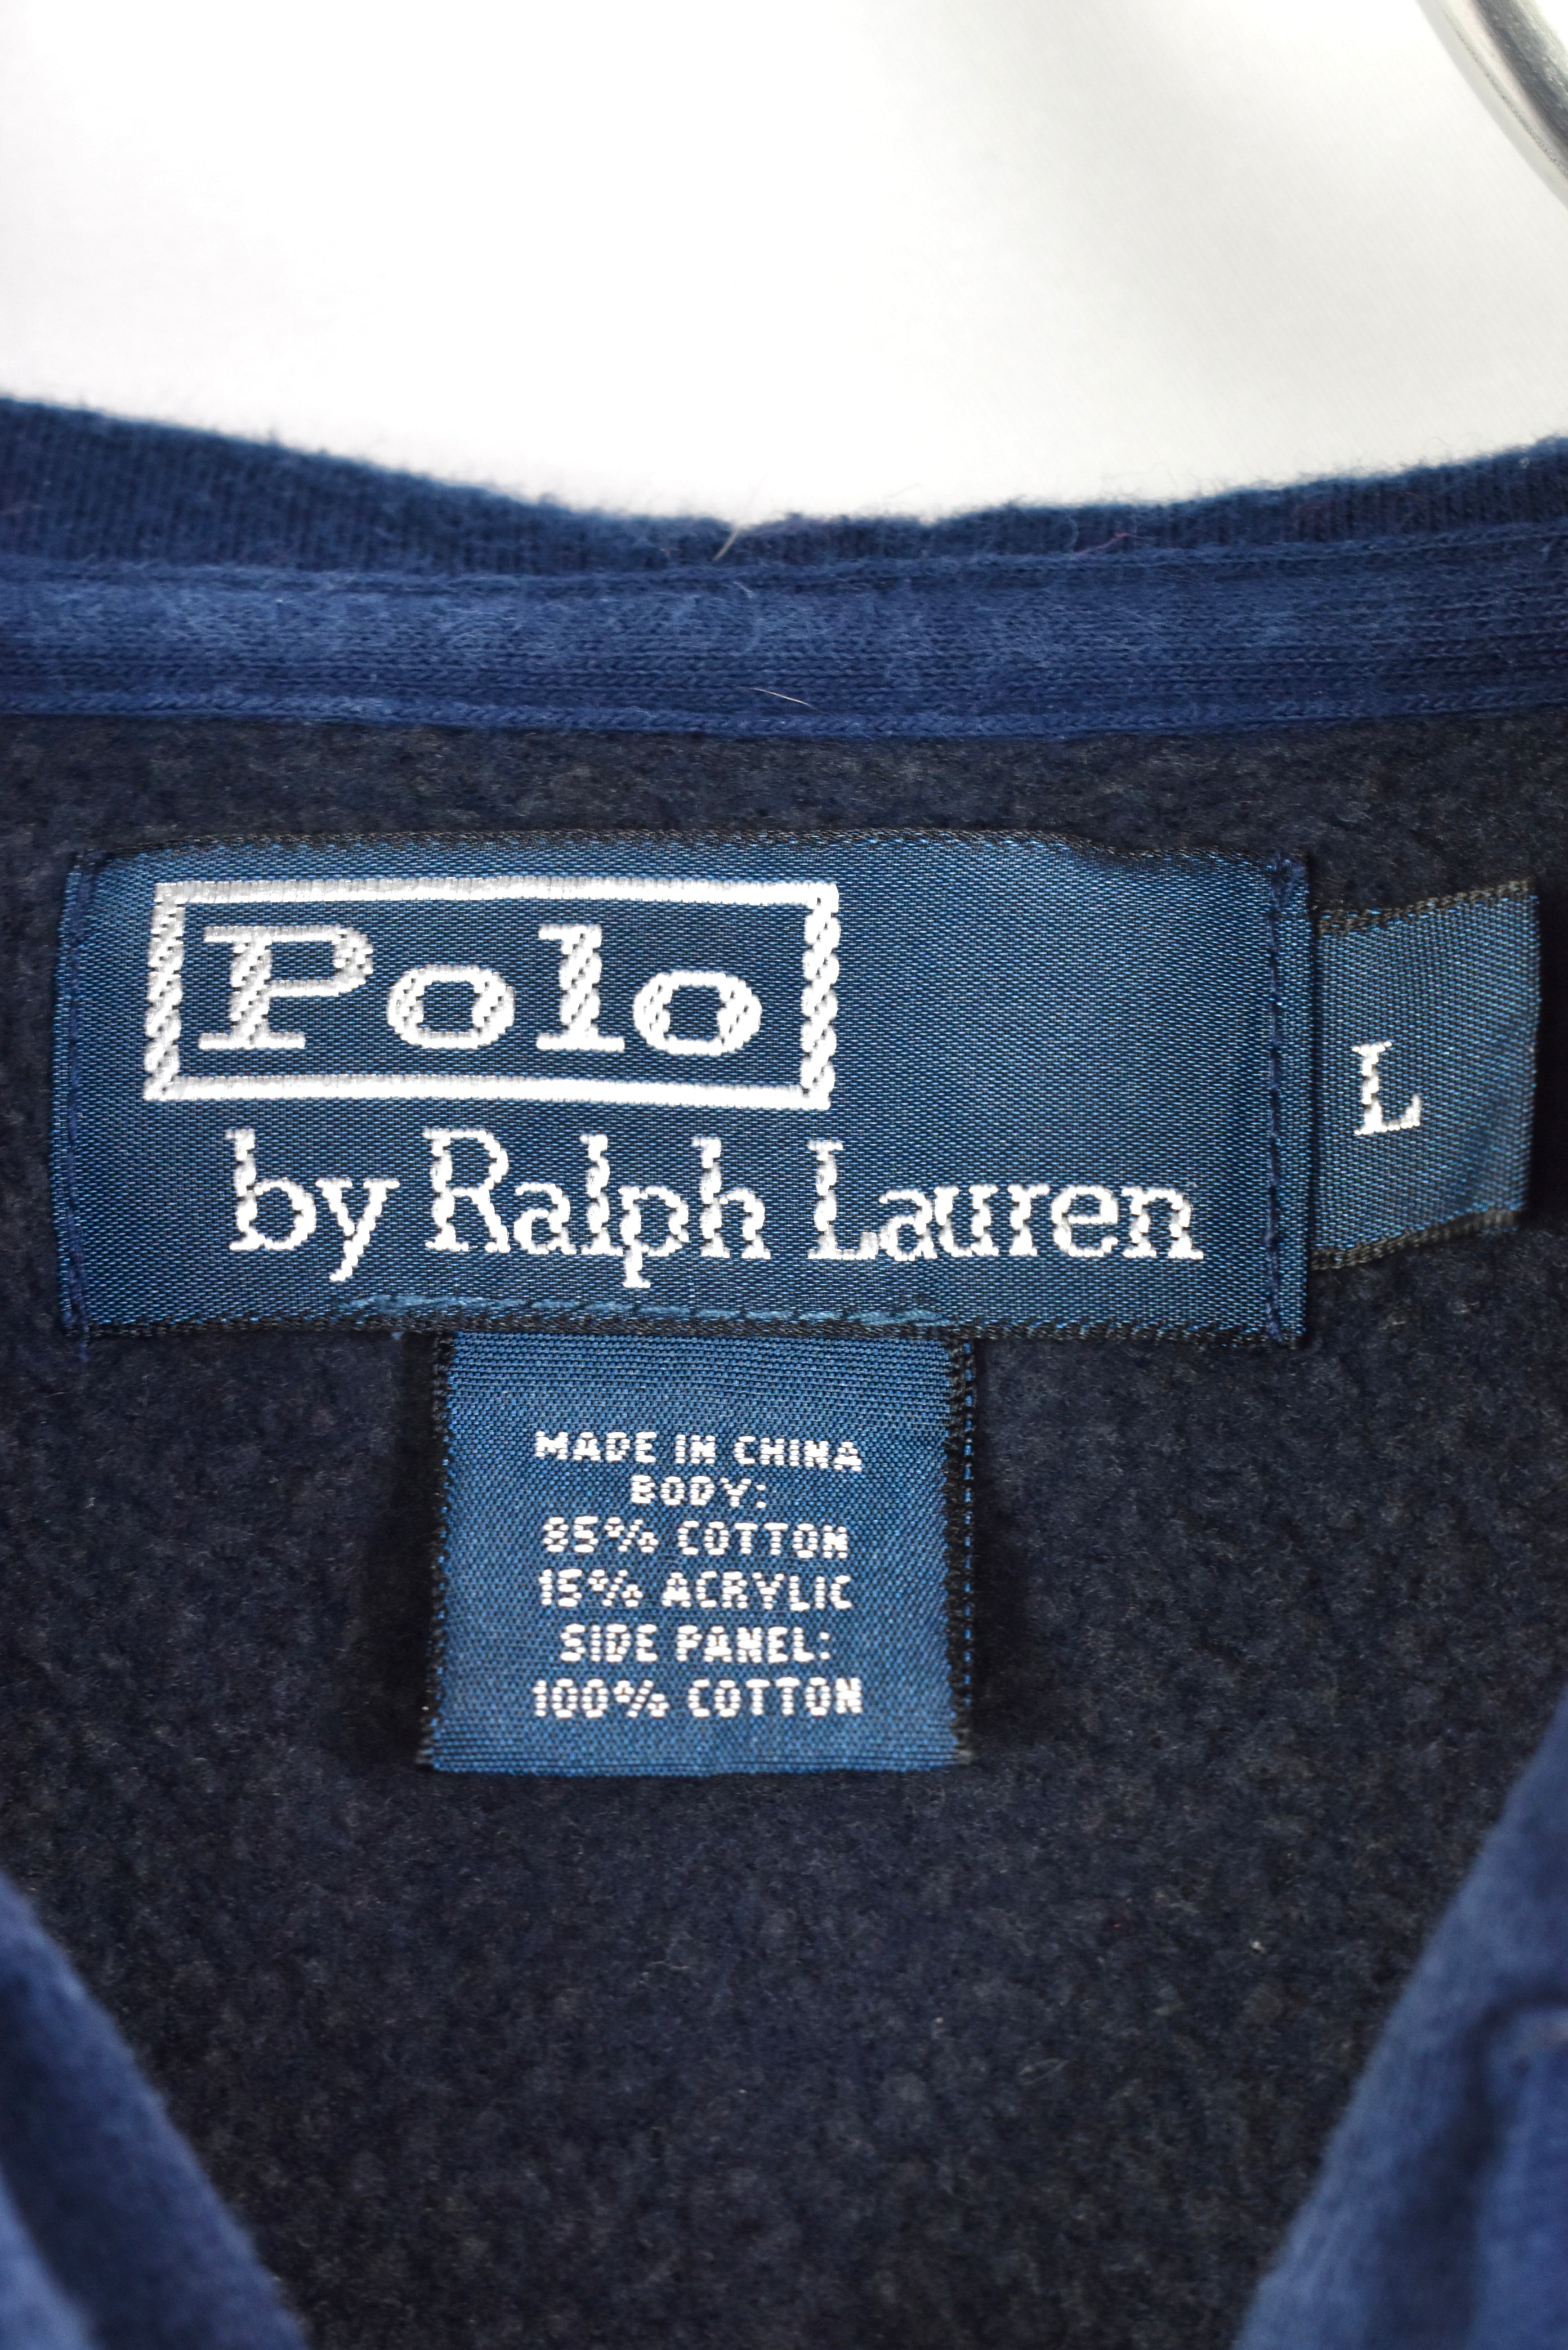 Polo
by Ralph Lauren
L
MADE IN CHINA
BODY:
85% COTTON
15% ACRYLIC
SIDE PANEL:
100% COTTON